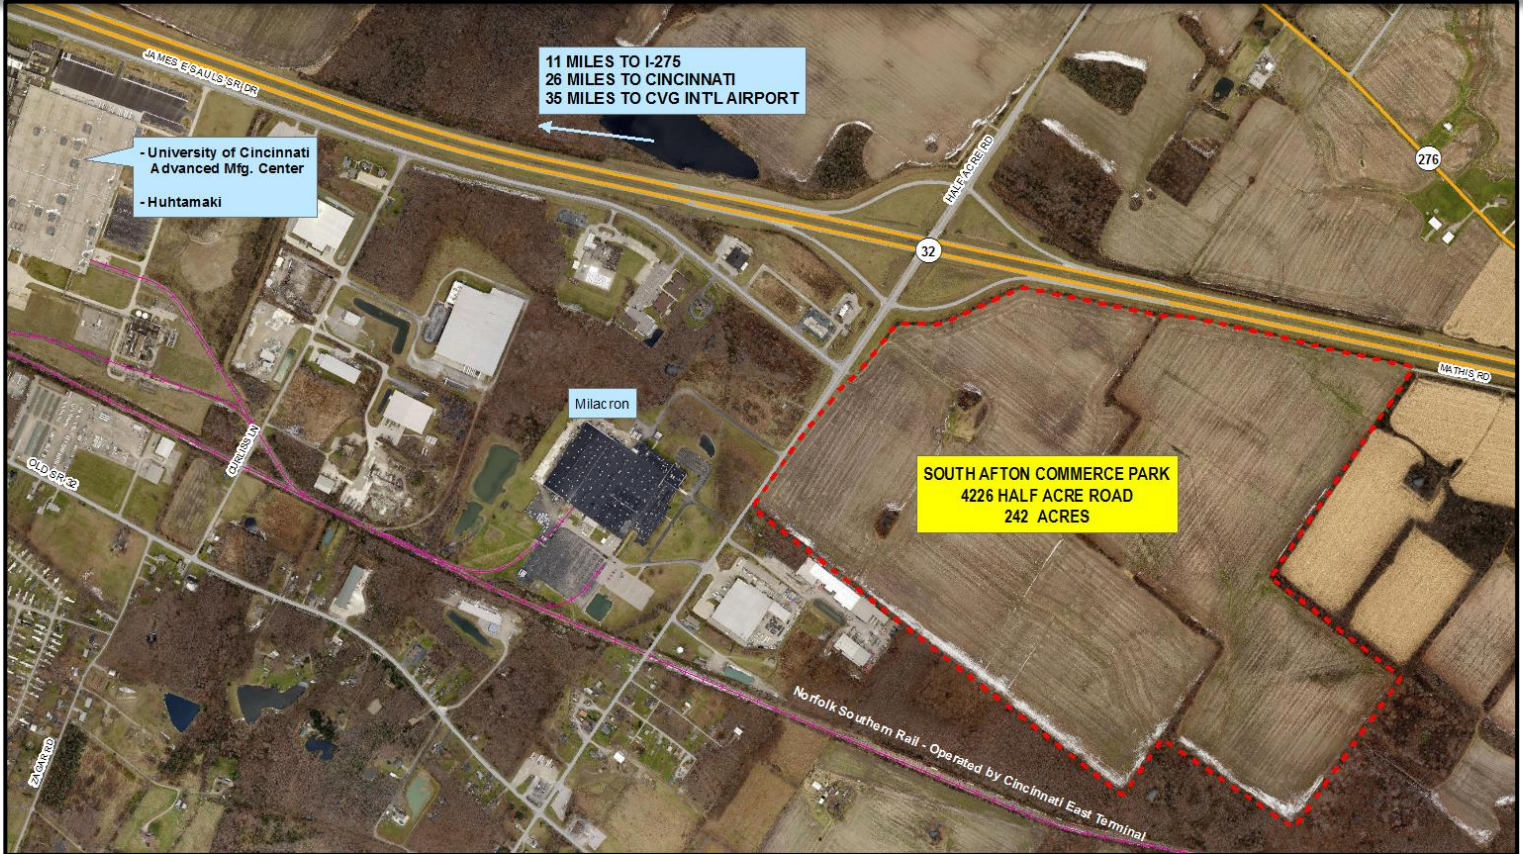 JAMES E SAULS SR DR
11 MILES TO I-275
26 MILES TO CINCINNATI
35 MILES TO CVG INT'L AIRPORT
- University of Cincinnati
Advanced Mfg. Center
- Huhtamaki
HALF ACRE RD
276
32
MATHIS RD
Milacron
CURLISS LN
OLD SR 32
SOUTH AFTON COMMERCE PARK
4226 HALF ACRE ROAD
242 ACRES
ZAGAR RD
Norfolk Southern Rail - Operated by Cincinnati East Terminal